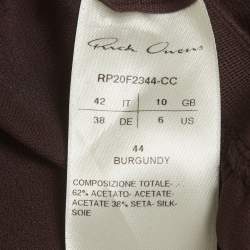 Rick Owens
RP20F2344-CC
42 IT 10 GB
38 DE 6 US
44
BURGUNDY
COMPOSIZIONE TOTALE-
62% ACETATO- ACETATE-
ACETATE 38% SETA- SILK-
SOIE